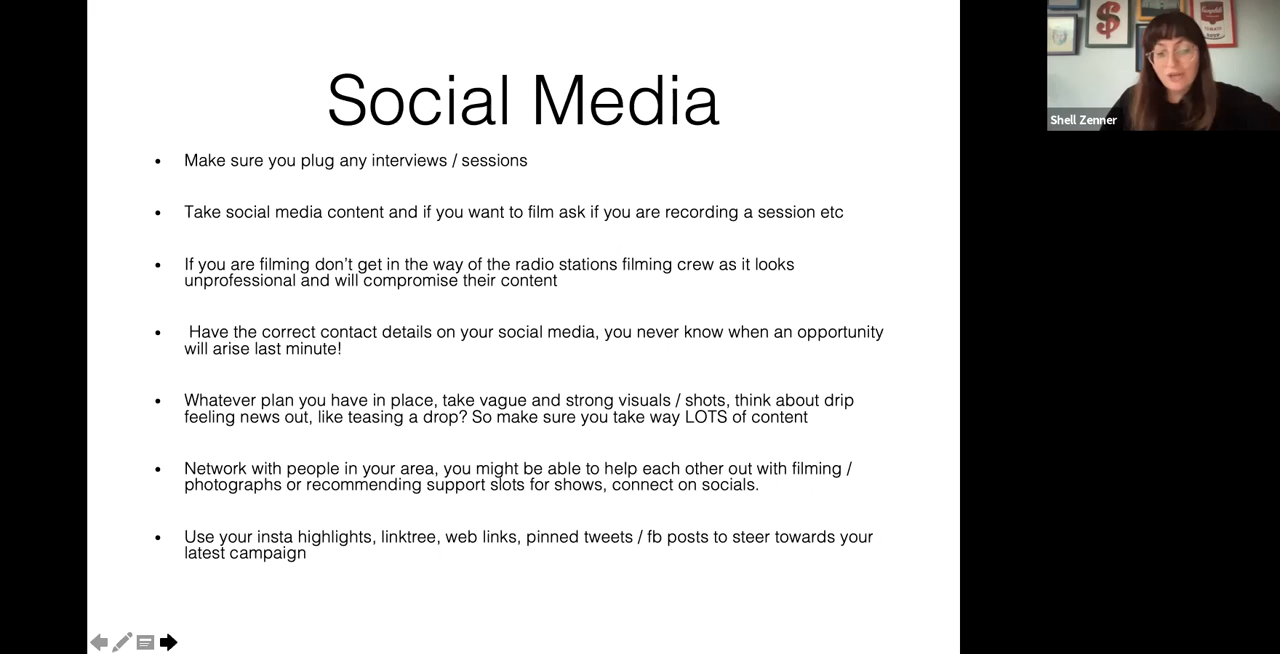 Social Media
• Make sure you plug any interviews / sessions
• Take social media content and if you want to film ask if you are recording a session etc
• If you are filming don’t get in the way of the radio stations filming crew as it looks
unprofessional and will compromise their content
• Have the correct contact details on your social media, you never know when an opportunity
will arise last minute!
• Whatever plan you have in place, take vague and strong visuals / shots, think about drip
feeling news out, like teasing a drop? So make sure you take way LOTS of content
• Network with people in your area, you might be able to help each other out with filming /
photographs or recommending support slots for shows, connect on socials.
• Use your insta highlights, linktree, web links, pinned tweets / fb posts to steer towards your
latest campaign
$
Campbell's
TOMATO
SOUP
Shell Zenner